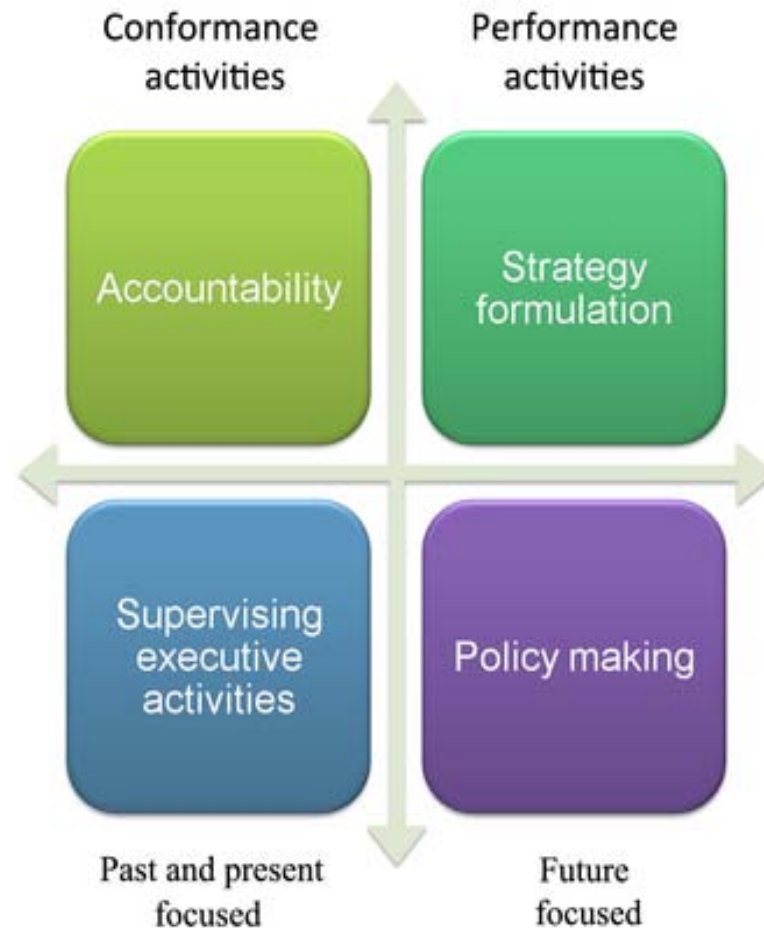 Conformance
activities
Performance
activities
Accountability
Strategy
formulation
Supervising
executive
activities
Policy making
Past and present
focused
Future
focused